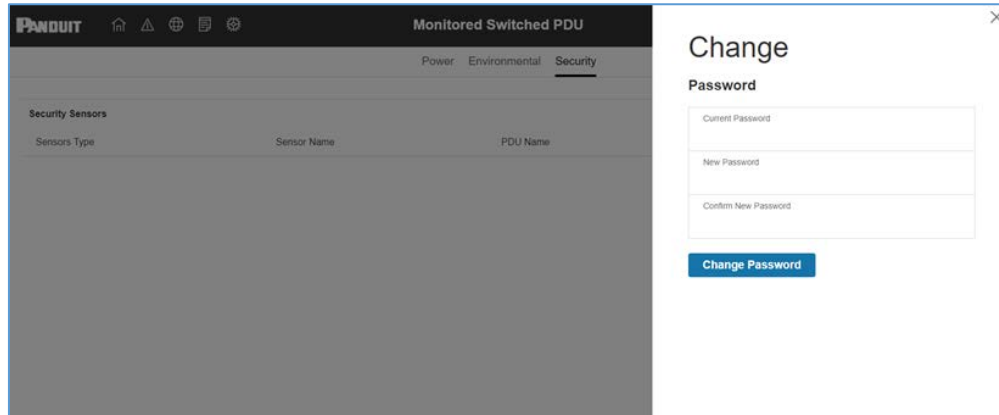 PANDUIT
Monitored Switched PDU
Power Environmental Security
Security Sensors
Sensors Type Sensor Name PDU Name
Change
Password
Current Password
New Password
Confirm New Password
Change Password